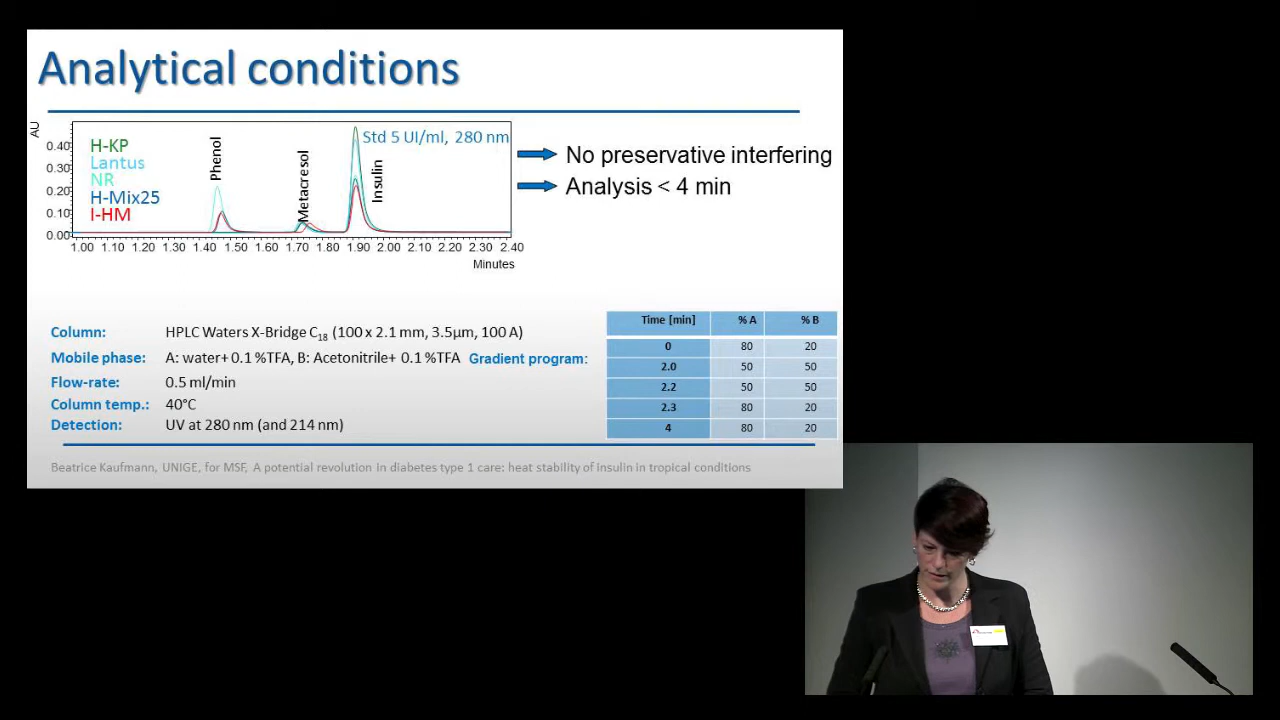 Analytical conditions
AU
0.40
0.30
0.20
0.10
0.00
H-KP
Lantus
NR
H-Mix25
I-HM
Phenol
Metacresol
Insulin
Std 5 UI/ml, 280 nm
1.00 1.10 1.20 1.30 1.40 1.50 1.60 1.70 1.80 1.90 2.00 2.10 2.20 2.30 2.40
Minutes
No preservative interfering
Analysis < 4 min
Column: HPLC Waters X-Bridge C18 (100 x 2.1 mm, 3.5µm, 100 A)
Mobile phase: A: water+ 0.1 %TFA, B: Acetonitrile+ 0.1 %TFA
Flow-rate: 0.5 ml/min
Column temp.: 40°C
Detection: UV at 280 nm (and 214 nm)
Gradient program:
Time [min] % A % B
0 80 20
2.0 50 50
2.2 50 50
2.3 80 20
4 80 20
Beatrice Kaufmann, UNIGE, for MSF, A potential revolution in diabetes type 1 care: heat stability of insulin in tropical conditions